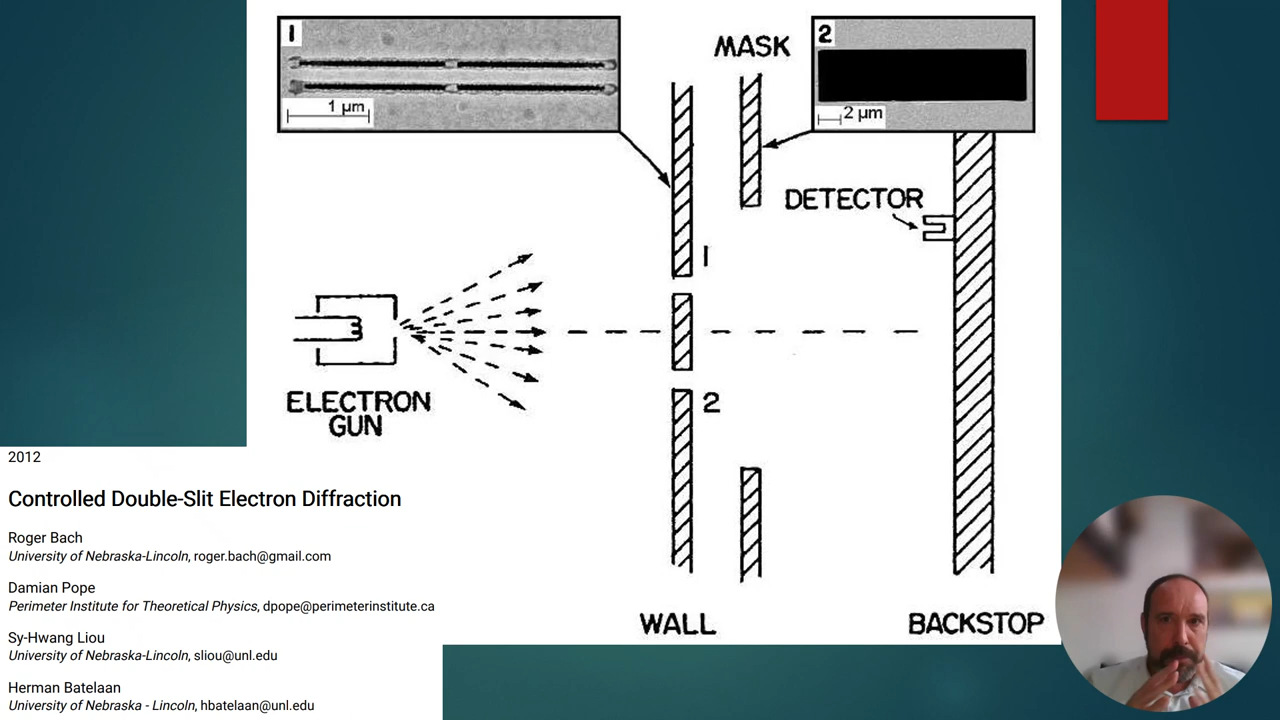 1
1 µm
MASK
2
2 µm
DETECTOR
1
2
ELECTRON
GUN
WALL
BACKSTOP
2012
Controlled Double-Slit Electron Diffraction
Roger Bach
University of Nebraska-Lincoln, roger.bach@gmail.com
Damian Pope
Perimeter Institute for Theoretical Physics, dpope@perimeterinstitute.ca
Sy-Hwang Liou
University of Nebraska-Lincoln, sliou@unl.edu
Herman Batelaan
University of Nebraska - Lincoln, hbatelaan@unl.edu